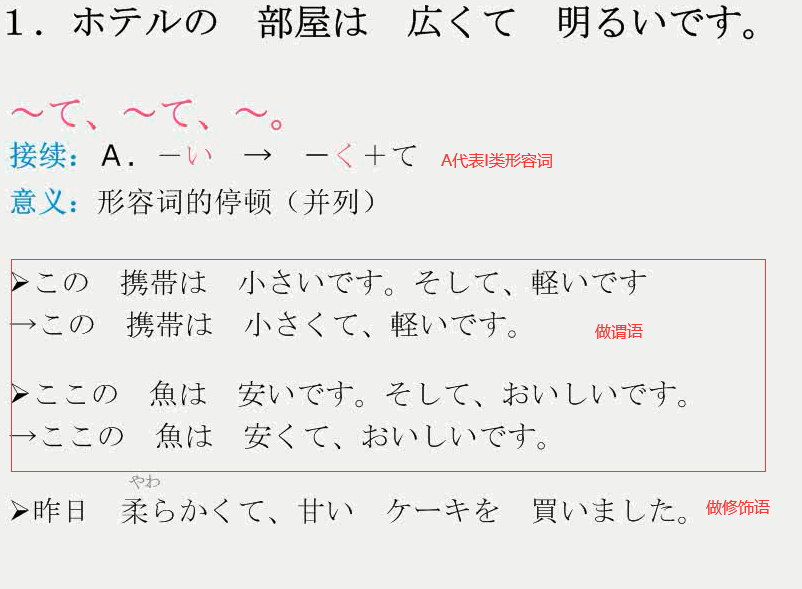 1．ホテルの　部屋は　広くて　明るいです。
～て、～て、～。
接续：A．－い　→　－く＋て　A代表I类形容词
意义：形容词的停顿（并列）
➤この　携帯は　小さいです。そして、軽いです
→この　携帯は　小さくて、軽いです。　做谓语
➤ここの　魚は　安いです。そして、おいしいです。
→ここの　魚は　安くて、おいしいです。
やわ
➤昨日　柔らかくて、甘い　ケーキを　買いました。　做修饰语